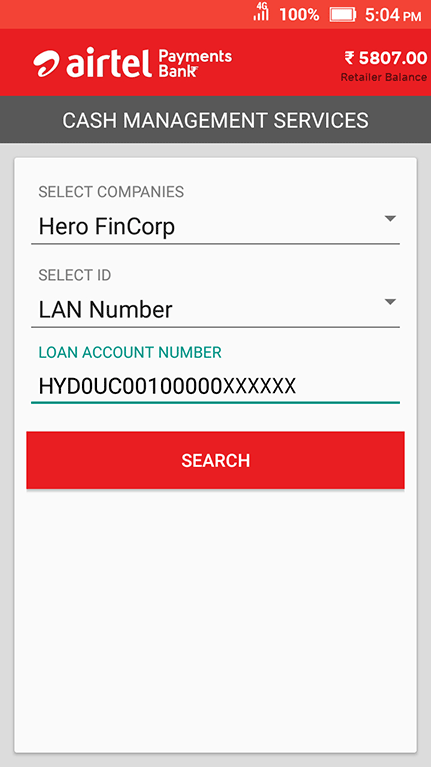 4G 100% 5:04 PM
airtel Payments Bank ₹ 5807.00
Retailer Balance
CASH MANAGEMENT SERVICES
SELECT COMPANIES
Hero FinCorp
SELECT ID
LAN Number
LOAN ACCOUNT NUMBER
HYD0UC00100000XXXXXX
SEARCH